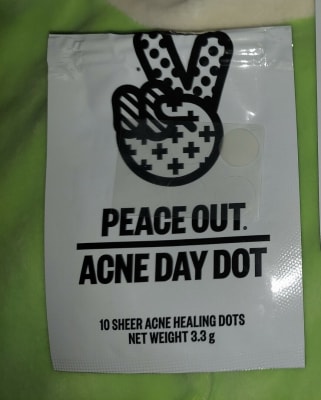 PEACE OUT.
ACNE DAY DOT
10 SHEER ACNE HEALING DOTS
NET WEIGHT 3.3 g